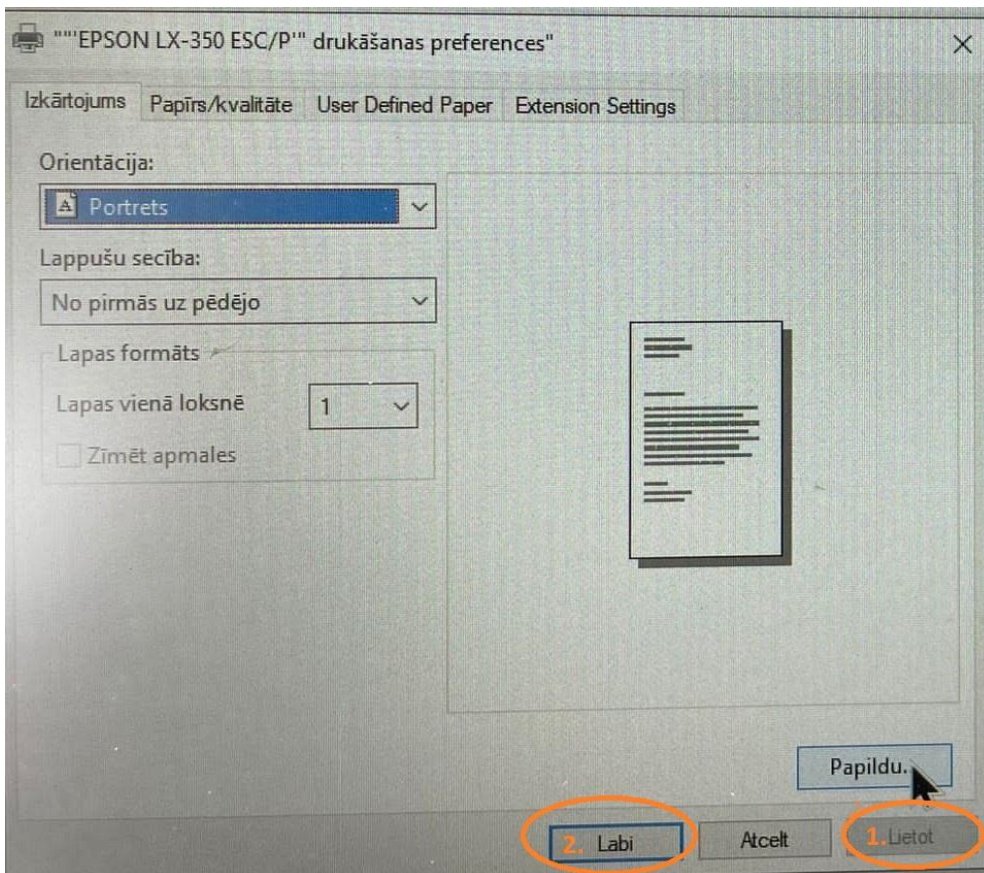 ""'EPSON LX-350 ESC/P'" drukāšanas preferences"
Izkārtojums Papīrs/kvalitāte User Defined Paper Extension Settings
Orientācija:
A Portrets
Lappušu secība:
No pirmās uz pēdējo
Lapas formāts
Lapas vienā loksnē 1
Zīmēt apmales
Papildu.
2. Labi Atcelt 1. Lietot